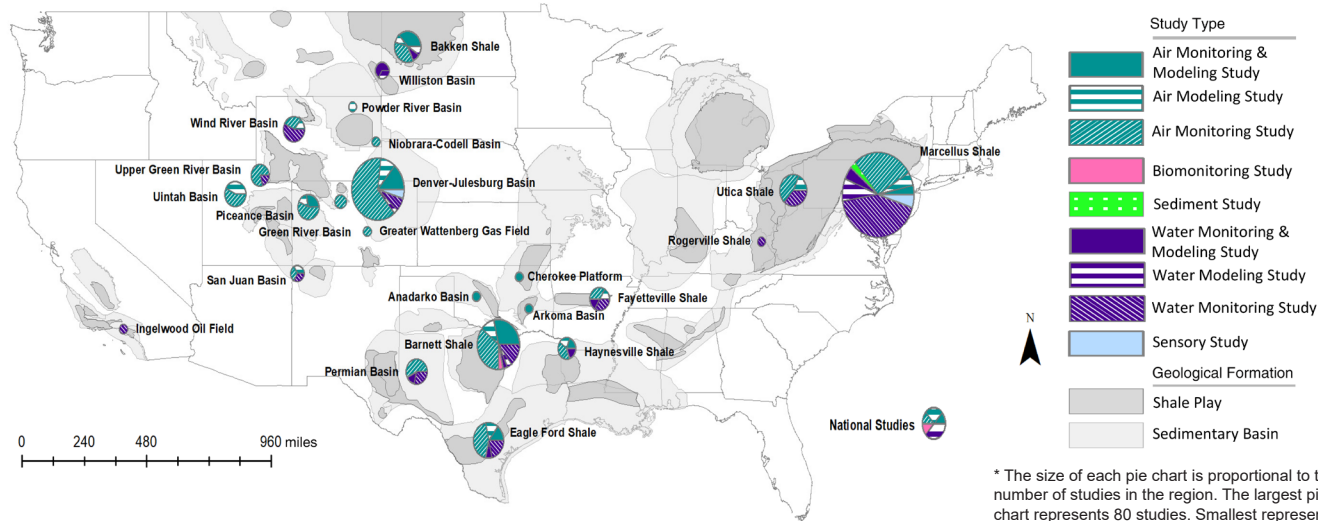 Study Type
Air Monitoring &
Modeling Study
Air Modeling Study
Air Monitoring Study
Biomonitoring Study
Sediment Study
Water Monitoring &
Modeling Study
Water Modeling Study
Water Monitoring Study
Sensory Study
Geological Formation
Shale Play
Sedimentary Basin
Bakken Shale
Williston Basin
Powder River Basin
Wind River Basin
Niobrara-Codell Basin
Marcellus Shale
Upper Green River Basin
Denver-Julesburg Basin
Utica Shale
Uintah Basin
Piceance Basin
Green River Basin
Greater Wattenberg Gas Field
Rogerville Shale
San Juan Basin
Cherokee Platform
Anadarko Basin
Fayetteville Shale
Arkoma Basin
Ingelwood Oil Field
Barnett Shale
Haynesville Shale
Permian Basin
N
National Studies
Eagle Ford Shale
0 240 480 960 miles
* The size of each pie chart is proportional to t
number of studies in the region. The largest pi
chart represents 80 studies. Smallest represen